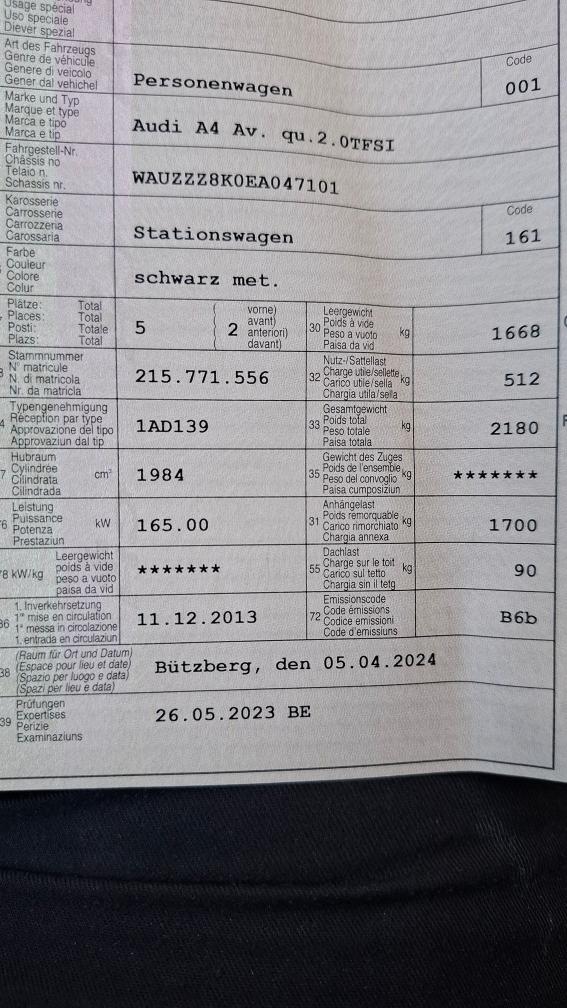 Usage spécial
Uso speciale
Diever spezial
Art des Fahrzeugs
Genre de véhicule
Genere di veicolo
Gener dal vehichel
Personenwagen
Code
001
Marke und Typ
Marque et type
Marca e tipo
Marca e tip
Audi A4 Av. qu.2.0TFSI
Fahrgestell-Nr.
Châssis no
Telaio n.
Schassis nr.
WAUZZZ8K0EA047101
Karosserie
Carrosserie
Carrozzeria
Carossaria
Stationswagen
Code
161
Farbe
Couleur
Colore
Colur
schwarz met.
Plätze: Total
Places: Total
Posti: Totale
Plazs: Total
5
2
vorne)
avant)
anteriori)
davant)
30
Leergewicht
Poids à vide
Peso a vuoto
Paisa da vid
kg
1668
Stammnummer
N° matricule
N. di matricola
Nr. da matricla
215.771.556
32
Nutz-/Sattellast
Charge utile/sellette
Carico utile/sella
Chargia utila/sella
kg
512
Typengenehmigung
Réception par type
Approvazione del tipo
Approvaziun dal tip
1AD139
33
Gesamtgewicht
Poids total
Peso totale
Paisa totala
kg
2180
Hubraum
Cylindrée
Cilindrata
Cilindrada
cm³
1984
35
Gewicht des Zuges
Poids de l'ensemble
Peso del convoglio
Paisa cumposiziun
kg
*******
Leistung
Puissance
Potenza
Prestaziun
kW
165.00
31
Anhängelast
Poids remorquable
Carico rimorchiato
Chargia annexa
kg
1700
kW/kg
Leergewicht
poids à vide
peso a vuoto
paisa da vid
*******
55
Dachlast
Charge sur le toit
Carico sul tetto
Chargia sin il tetg
kg
90
36
1. Inverkehrsetzung
1re mise en circulation
1a messa in circolazione
1. entrada en circulaziun
11.12.2013
72
Emissionscode
Code émissions
Codice emissioni
Code d'emissiuns
B6b
38
(Raum für Ort und Datum)
(Espace pour lieu et date)
(Spazio per luogo e data)
(Spazi per lieu e data)
Bützberg, den 05.04.2024
39
Prüfungen
Expertises
Perizie
Examinaziuns
26.05.2023 BE